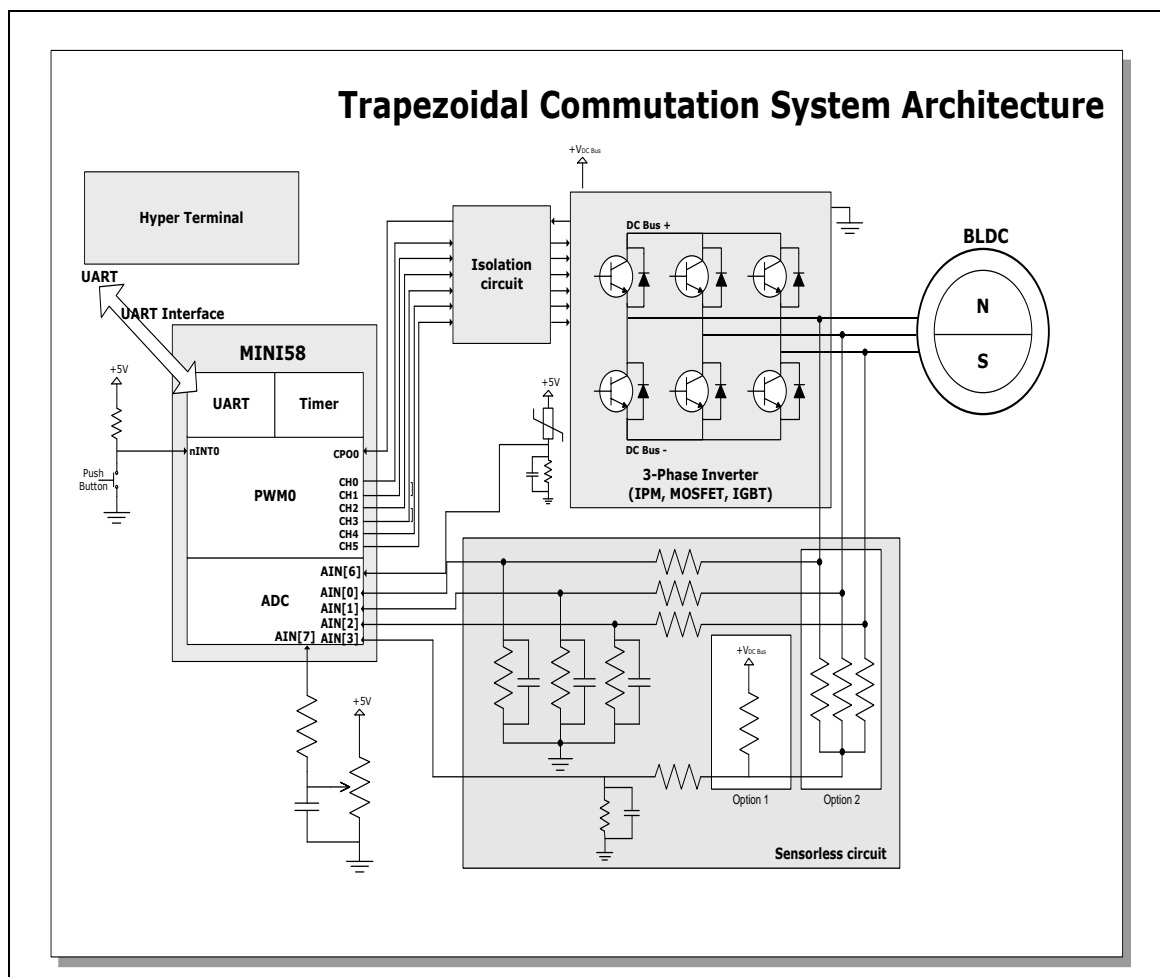 Trapezoidal Commutation System Architecture
+VDC Bus
Hyper Terminal
Isolation
circuit
DC Bus +
BLDC
N
S
UART
UART Interface
MINI58
+5V
+5V
UART
Timer
nINT0
CPO0
Push
Button
PWM0
CH0
CH1
CH2
CH3
CH4
CH5
DC Bus -
3-Phase Inverter
(IPM, MOSFET, IGBT)
ADC
AIN[6]
AIN[0]
AIN[1]
AIN[2]
AIN[7]
AIN[3]
+VDC Bus
+5V
Option 1
Option 2
Sensorless circuit